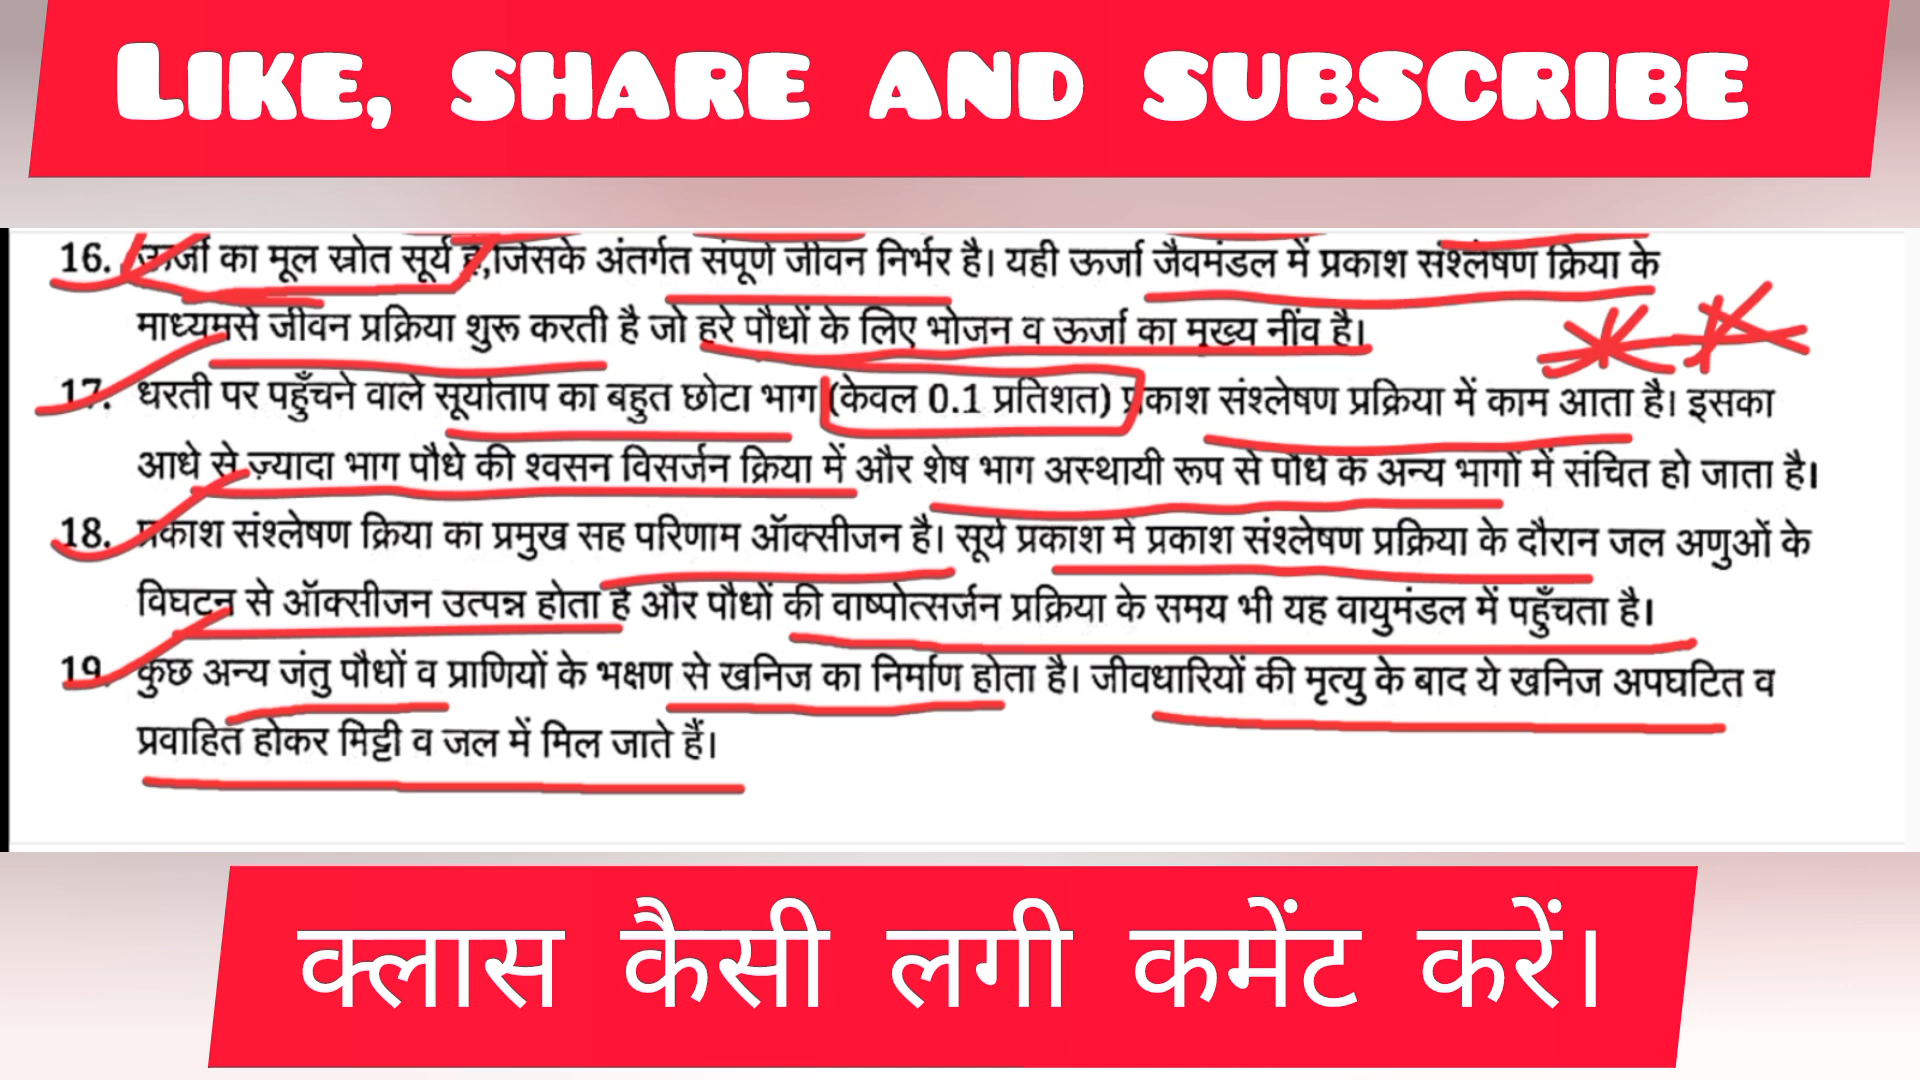 LIKE, SHARE AND SUBSCRIBE
16. ऊर्जा का मूल स्रोत सूर्य है,जिसके अंतर्गत संपूर्ण जीवन निर्भर है। यही ऊर्जा जैवमंडल में प्रकाश संश्लेषण क्रिया के
माध्यमसे जीवन प्रक्रिया शुरू करती है जो हरे पौधों के लिए भोजन व ऊर्जा का मुख्य नींव है।
17. धरती पर पहुँचने वाले सूर्याताप का बहुत छोटा भाग (केवल 0.1 प्रतिशत) प्रकाश संश्लेषण प्रक्रिया में काम आता है। इसका
आधे से ज़्यादा भाग पौधे की श्वसन विसर्जन क्रिया में और शेष भाग अस्थायी रूप से पौधे के अन्य भागों में संचित हो जाता है।
18. प्रकाश संश्लेषण क्रिया का प्रमुख सह परिणाम ऑक्सीजन है। सूर्य प्रकाश में प्रकाश संश्लेषण प्रक्रिया के दौरान जल अणुओं के
विघटन से ऑक्सीजन उत्पन्न होता है और पौधों की वाष्पोत्सर्जन प्रक्रिया के समय भी यह वायुमंडल में पहुँचता है।
19. कुछ अन्य जंतु पौधों व प्राणियों के भक्षण से खनिज का निर्माण होता है। जीवधारियों की मृत्यु के बाद ये खनिज अपघटित व
प्रवाहित होकर मिट्टी व जल में मिल जाते हैं।
क्लास कैसी लगी कमेंट करें।